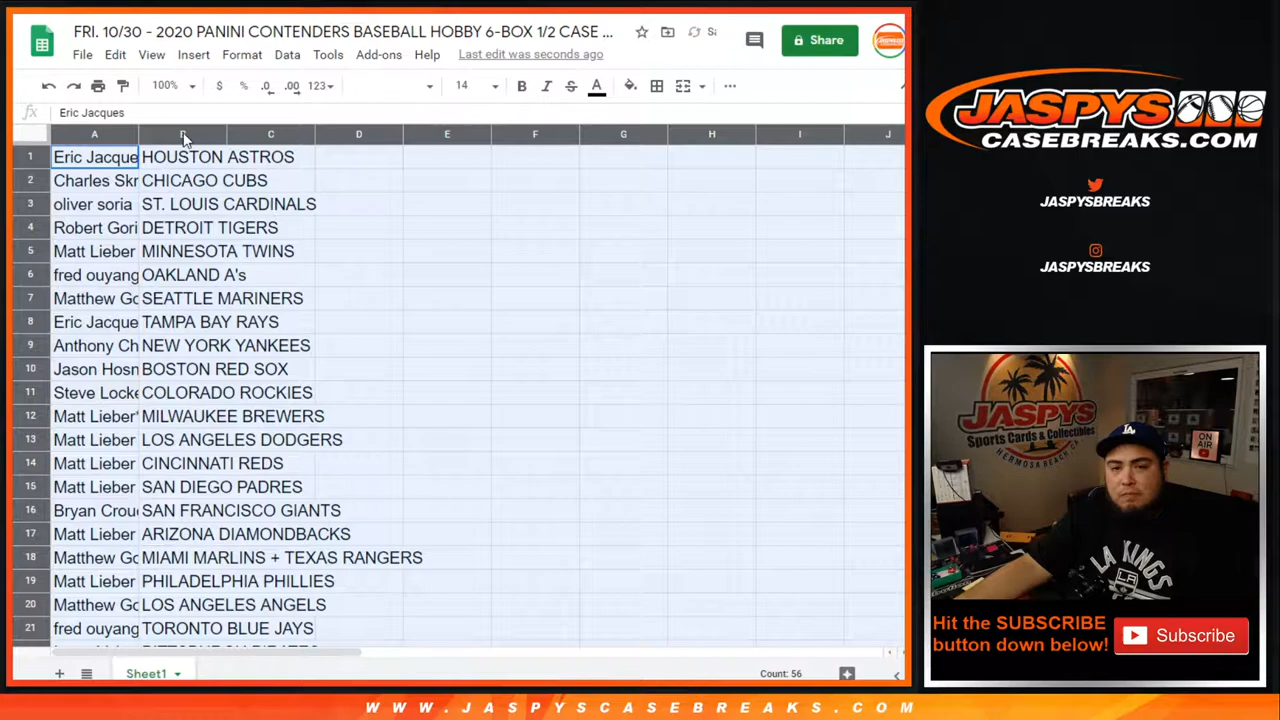 FRI. 10/30 - 2020 PANINI CONTENDERS BASEBALL HOBBY 6-BOX 1/2 CASE ...
File Edit View Insert Format Data Tools Add-ons Help Last edit was seconds ago
Share
100% $ % .0 .00 123 14 B I S A
fx Eric Jacques
A C D E F G H I J
1 Eric Jacque HOUSTON ASTROS
2 Charles Skr CHICAGO CUBS
3 oliver soria ST. LOUIS CARDINALS
4 Robert Gori DETROIT TIGERS
5 Matt Lieber MINNESOTA TWINS
6 fred ouyang OAKLAND A's
7 Matthew Go SEATTLE MARINERS
8 Eric Jacque TAMPA BAY RAYS
9 Anthony Ch NEW YORK YANKEES
10 Jason Hosn BOSTON RED SOX
11 Steve Locke COLORADO ROCKIES
12 Matt Lieber* MILWAUKEE BREWERS
13 Matt Lieber LOS ANGELES DODGERS
14 Matt Lieber CINCINNATI REDS
15 Matt Lieber SAN DIEGO PADRES
16 Bryan Crou SAN FRANCISCO GIANTS
17 Matt Lieber ARIZONA DIAMONDBACKS
18 Matthew Go MIAMI MARLINS + TEXAS RANGERS
19 Matt Lieber PHILADELPHIA PHILLIES
20 Matthew Go LOS ANGELES ANGELS
21 fred ouyang TORONTO BLUE JAYS
Sheet1
Count: 56
JASPYS
CASEBREAKS.COM
JASPYSBREAKS
JASPYSBREAKS
JASPYS
Sports Cards & Collectibles
HERMOSA BEACH
ON AIR
LA
LA KINGS
Hit the SUBSCRIBE
button down below!
Subscribe
WWW.JASPYSCASEBREAKS.COM